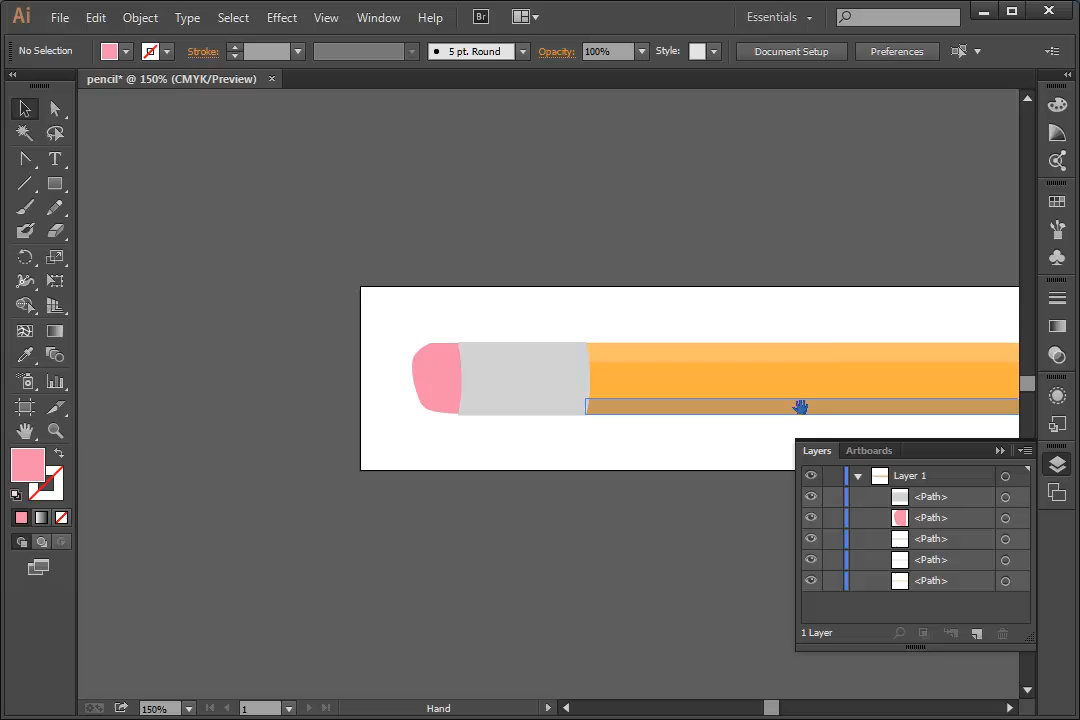 Ai File Edit Object Type Select Effect View Window Help Br Essentials
No Selection Stroke: 5 pt. Round Opacity: 100% Style: Document Setup Preferences
pencil* @ 150% (CMYK/Preview) ×
T
Layers Artboards
Layer 1
<Path>
<Path>
<Path>
<Path>
<Path>
1 Layer
150% 1 Hand